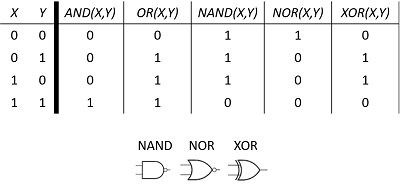 X Y AND(X,Y) OR(X,Y) NAND(X,Y) NOR(X,Y) XOR(X,Y)
0 0 0 0 1 1 0
0 1 0 1 1 0 1
1 0 0 1 1 0 1
1 1 1 1 0 0 0
NAND NOR XOR